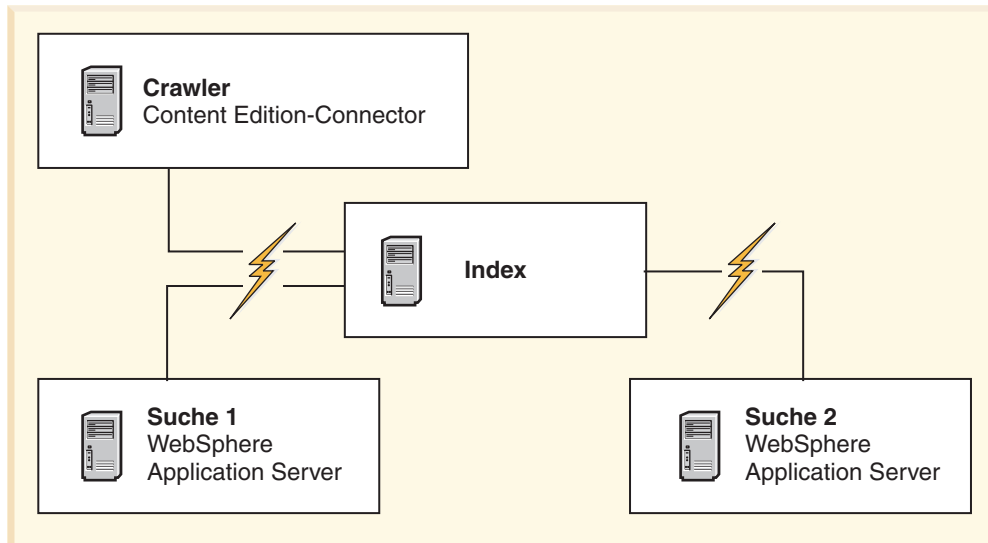 Crawler
Content Edition-Connector
Index
Suche 1
WebSphere
Application Server
Suche 2
WebSphere
Application Server